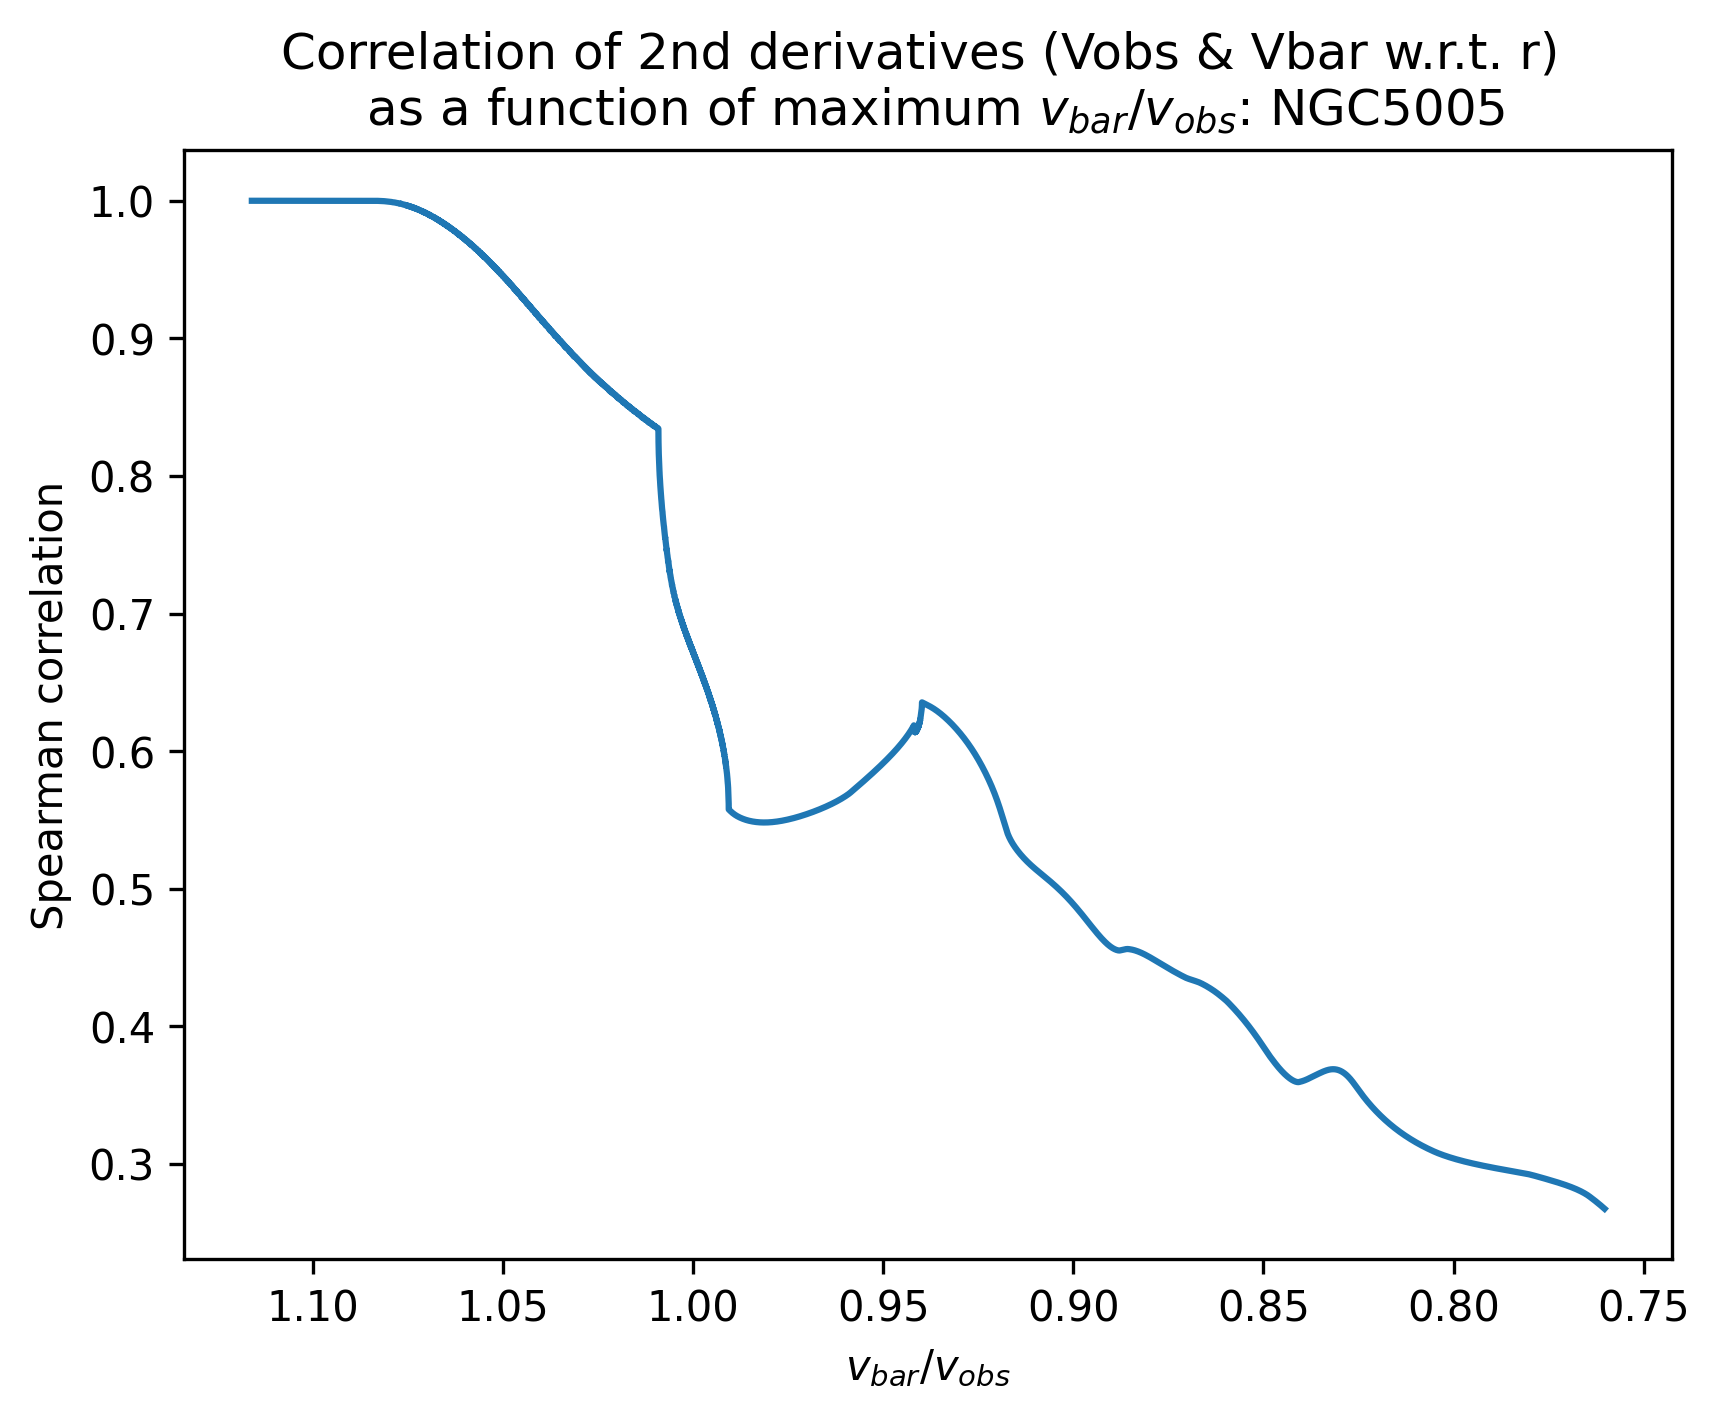 Correlation of 2nd derivatives (Vobs & Vbar w.r.t. r)
as a function of maximum v_bar/v_obs: NGC5005
1.0
0.9
0.8
0.7
0.6
0.5
0.4
0.3
Spearman correlation
1.10 1.05 1.00 0.95 0.90 0.85 0.80 0.75
v_bar/v_obs